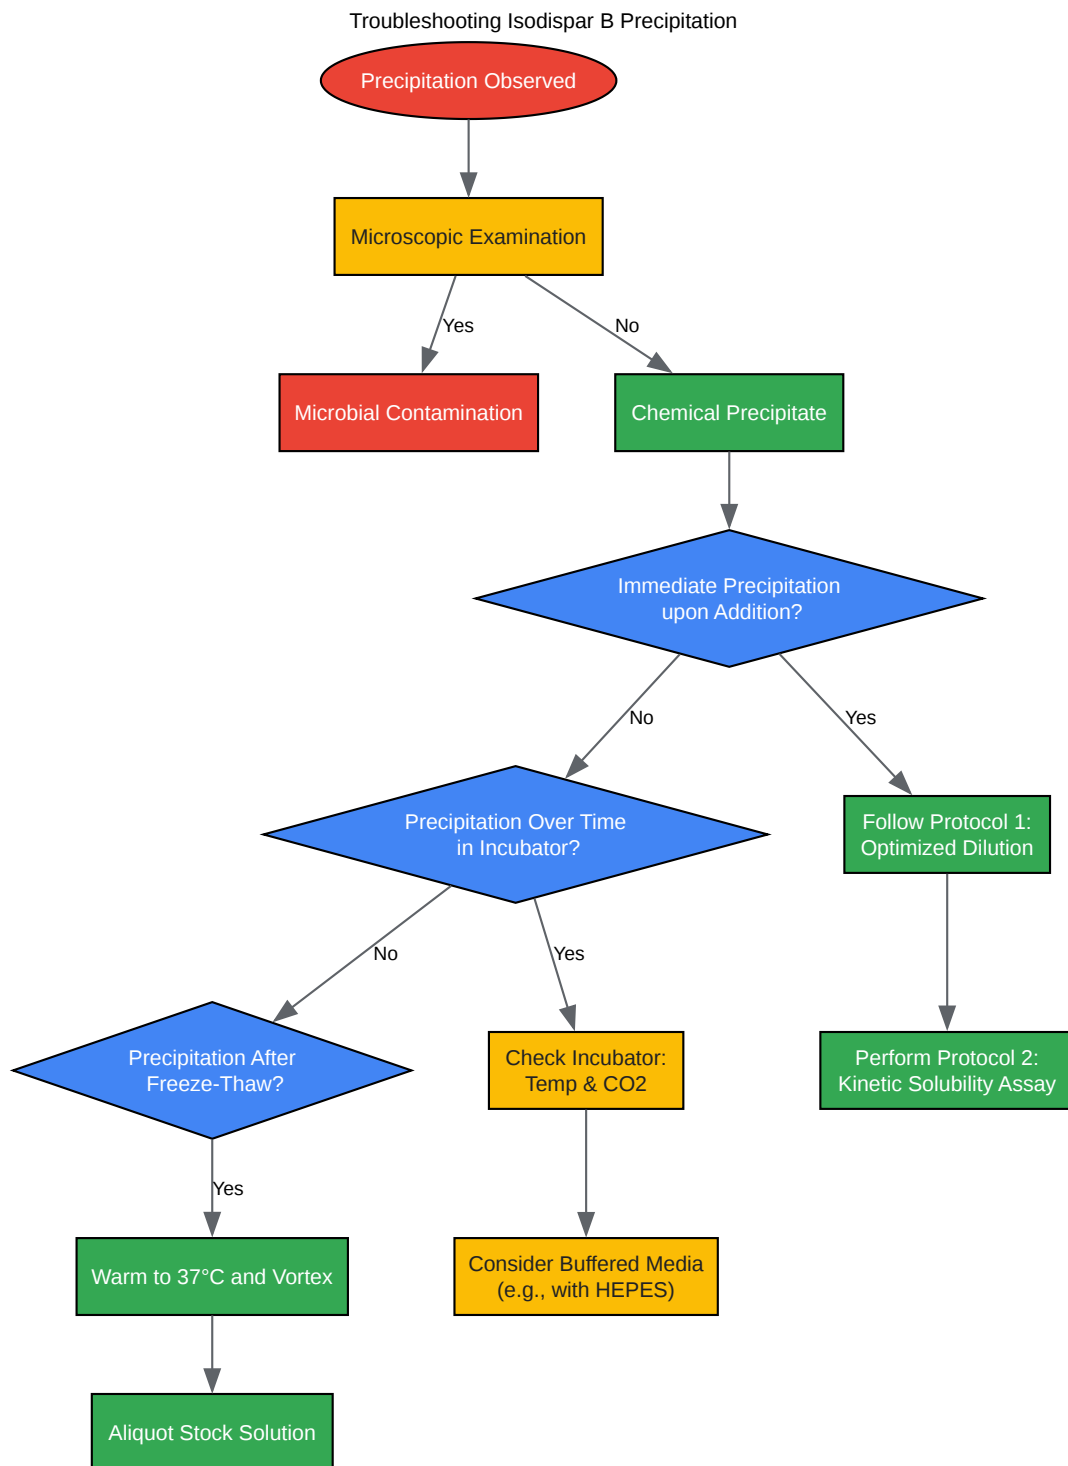 Troubleshooting Isodispar B Precipitation
Precipitation Observed
Microscopic Examination
Yes
No
Microbial Contamination
Chemical Precipitate
Immediate Precipitation
upon Addition?
No
Yes
Precipitation Over Time
in Incubator?
Follow Protocol 1:
Optimized Dilution
No
Yes
Precipitation After
Freeze-Thaw?
Check Incubator:
Temp & CO2
Perform Protocol 2:
Kinetic Solubility Assay
Yes
Warm to 37°C and Vortex
Consider Buffered Media
(e.g., with HEPES)
Aliquot Stock Solution